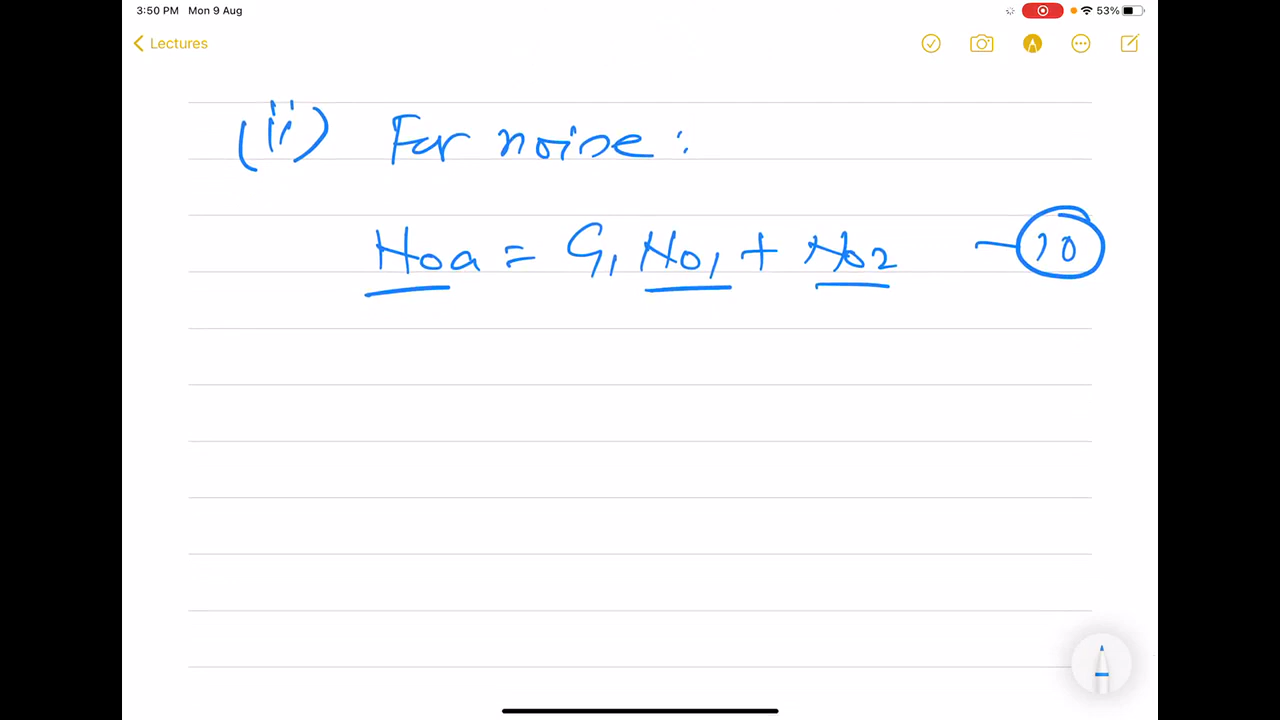 3:50 PM Mon 9 Aug
53%
Lectures
(ii) For noise :
Noa = G1 No1 + No2 — 10